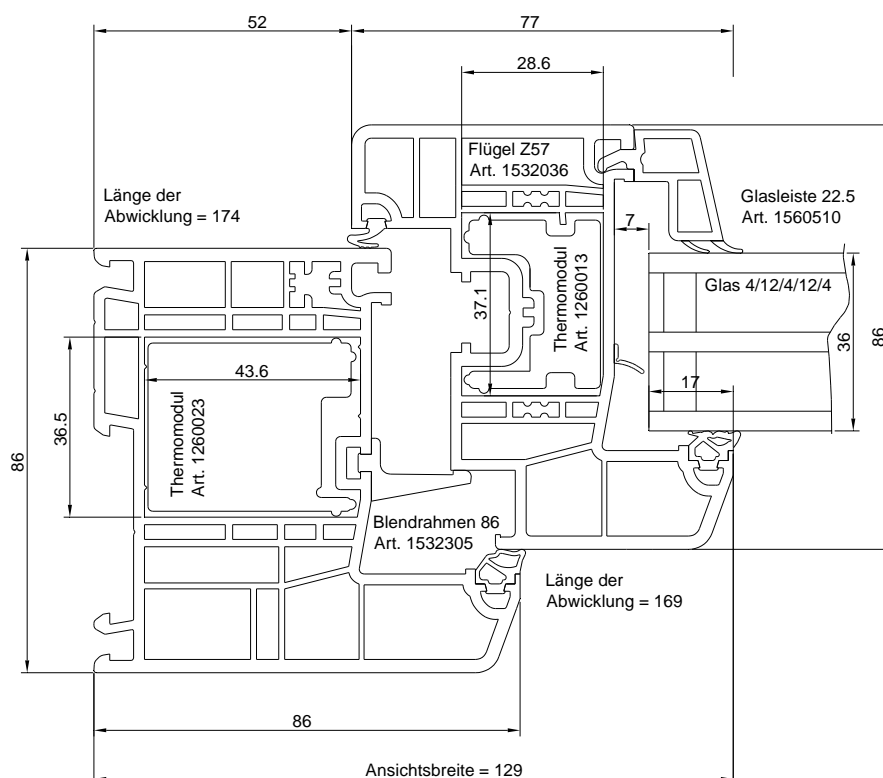 52
77
28.6
Flügel Z57
Art. 1532036
Länge der
Abwicklung = 174
Glasleiste 22.5
Art. 1560510
7
Glas 4/12/4/12/4
37.1
Thermomodul
Art. 1260013
86
36
43.6
17
36.5
Thermomodul
Art. 1260023
86
Blendrahmen 86
Art. 1532305
Länge der
Abwicklung = 169
86
Ansichtsbreite = 129